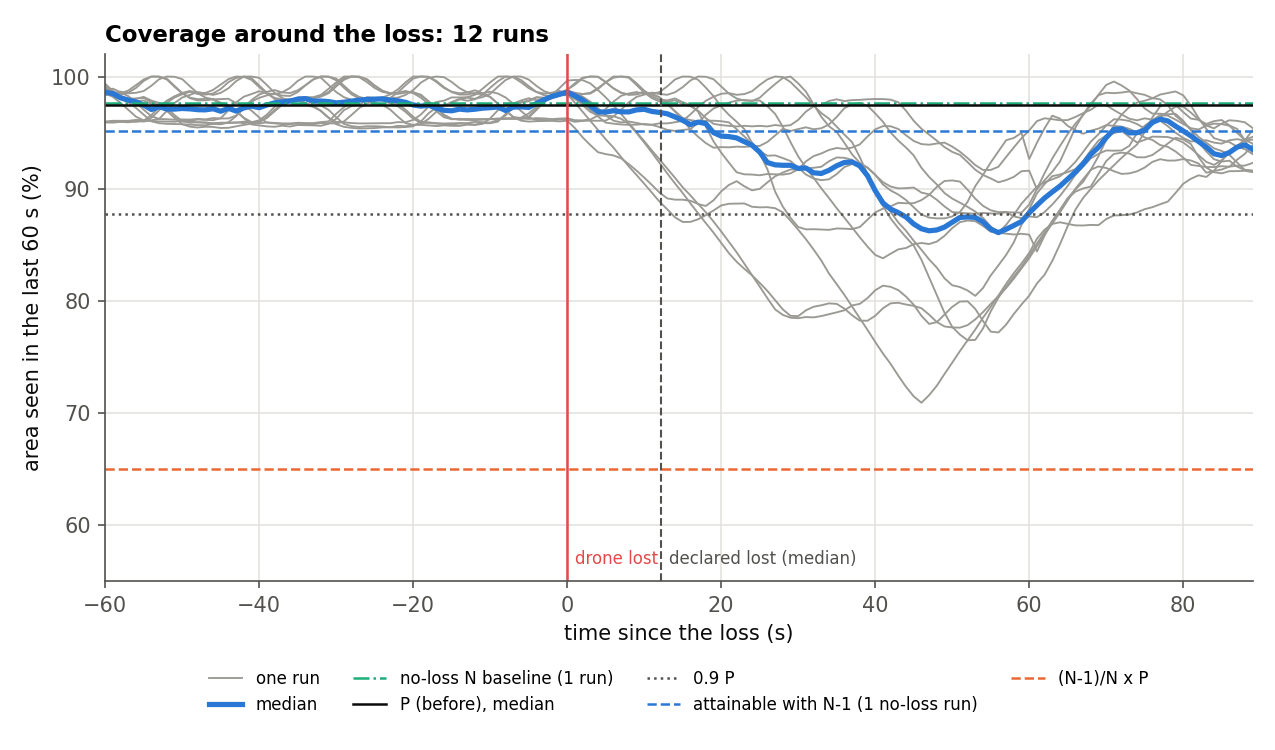 Coverage around the loss: 12 runs
area seen in the last 60 s (%)
100
90
80
70
60
drone lost
declared lost (median)
−60
−40
−20
0
20
40
60
80
time since the loss (s)
one run
median
no-loss N baseline (1 run)
P (before), median
0.9 P
attainable with N-1 (1 no-loss run)
(N-1)/N x P